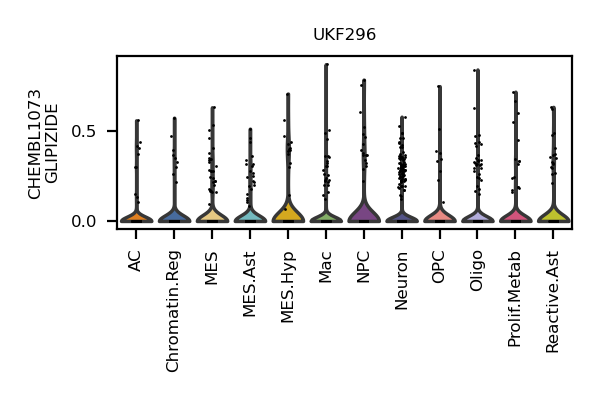 UKF296
CHEMBL1073
GLIPIZIDE
0.5
0.0
AC
Chromatin.Reg
MES
MES.Ast
MES.Hyp
Mac
NPC
Neuron
OPC
Oligo
Prolif.Metab
Reactive.Ast